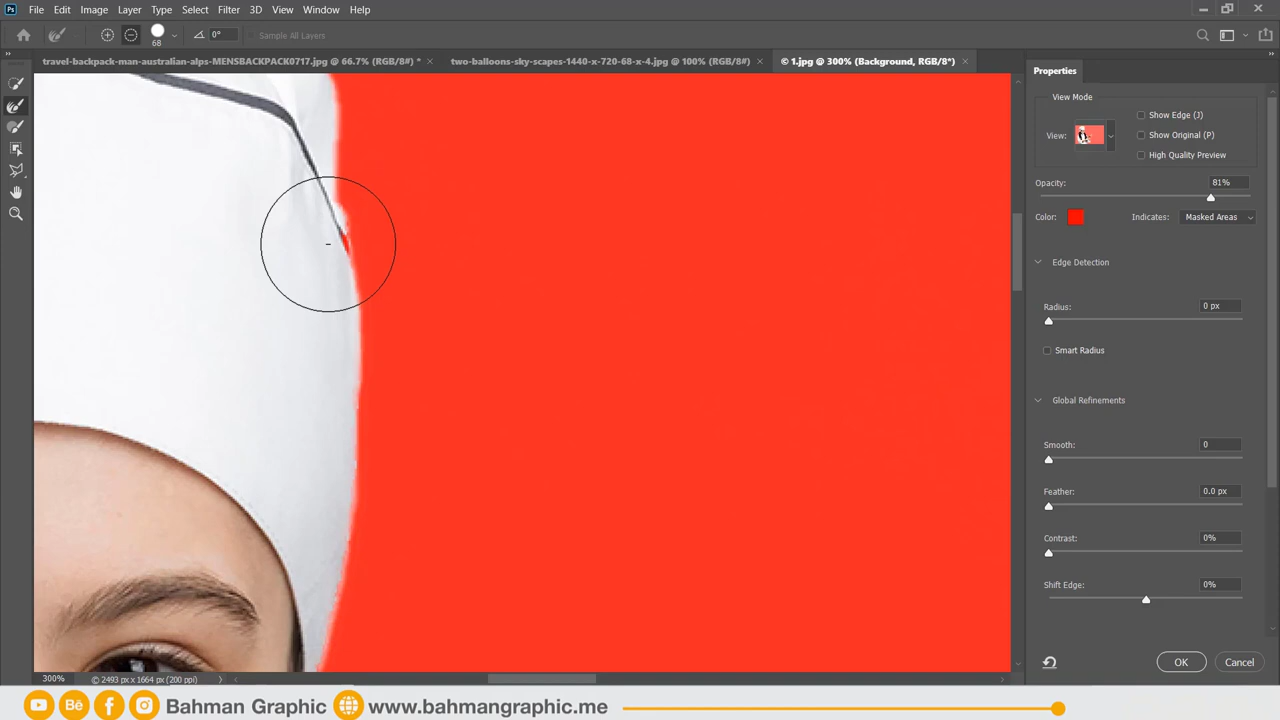 Ps File Edit Image Layer Type Select Filter 3D View Window Help
68 0° Sample All Layers
travel-backpack-man-australian-alps-MENSBACKPACK0717.jpg @ 66.7% (RGB/8#) * × two-balloons-sky-scapes-1440-x-720-68-x-4.jpg @ 100% (RGB/8#) × © 1.jpg @ 300% (Background, RGB/8*) ×
Properties
View Mode
View:
Show Edge (J)
Show Original (P)
High Quality Preview
Opacity: 81%
Color: Indicates: Masked Areas
Edge Detection
Radius: 0 px
Smart Radius
Global Refinements
Smooth: 0
Feather: 0.0 px
Contrast: 0%
Shift Edge: 0%
OK Cancel
300% © 2493 px x 1664 px (200 ppi)
Bē Bahman Graphic www.bahmangraphic.me